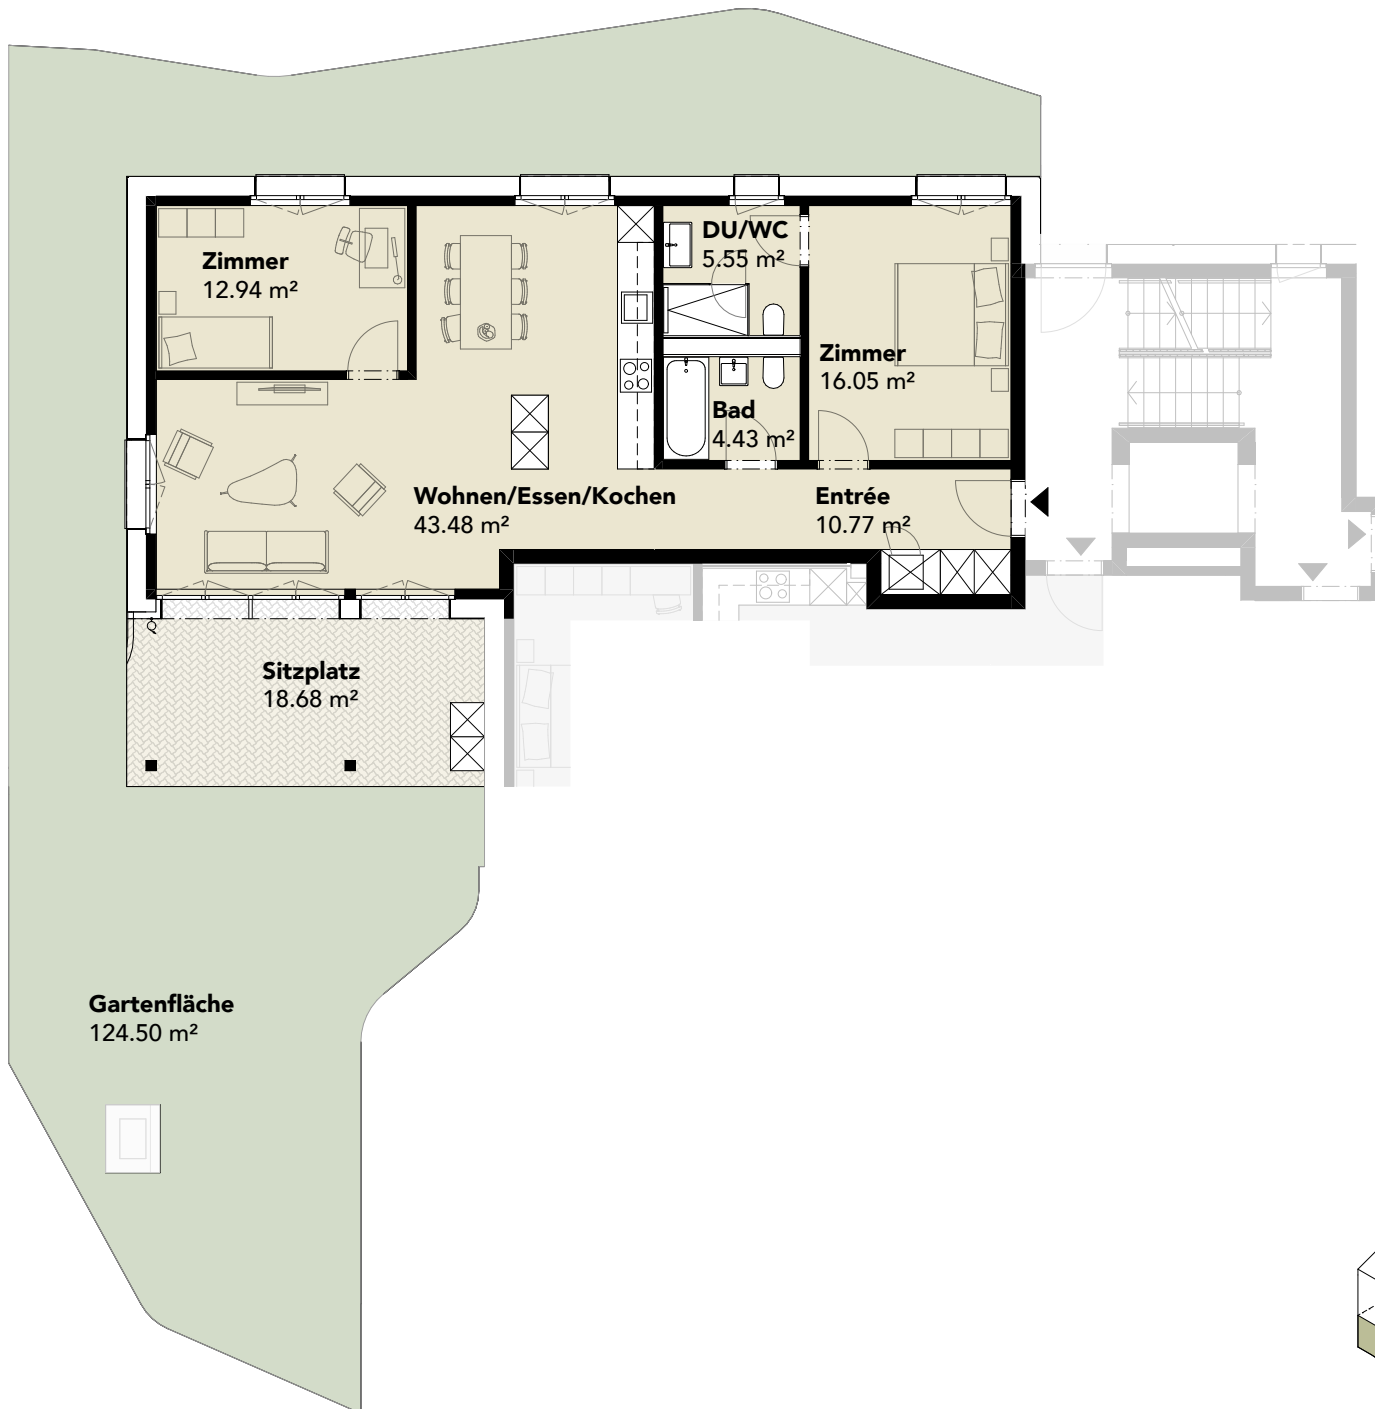 DU/WC
5.55 m²
Zimmer
12.94 m²
Zimmer
16.05 m²
Bad
4.43 m²
Wohnen/Essen/Kochen
43.48 m²
Entrée
10.77 m²
Sitzplatz
18.68 m²
Gartenfläche
124.50 m²